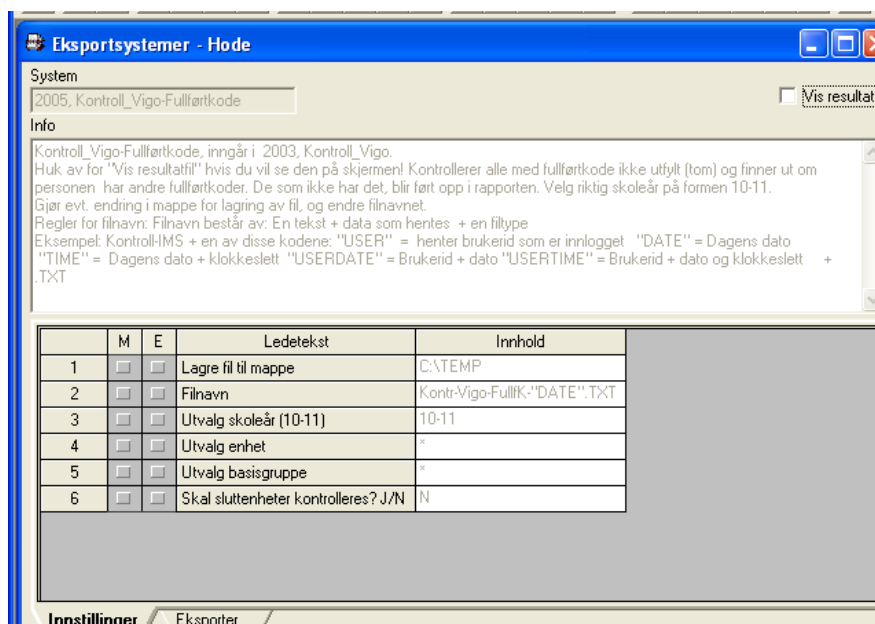 Eksportsystemer - Hode
System
2005, Kontroll_Vigo-Fullførtkode
Vis resultat
Info
Kontroll_Vigo-Fullførtkode, inngår i 2003, Kontroll_Vigo.
Huk av for "Vis resultatfil" hvis du vil se den på skjermen! Kontrollerer alle med fullførtkode ikke utfylt (tom) og finner ut om
personen har andre fullførtkoder. De som ikke har det, blir ført opp i rapporten. Velg riktig skoleår på formen 10-11.
Gjør evt. endring i mappe for lagring av fil, og endre filnavnet.
Regler for filnavn: Filnavn består av: En tekst + data som hentes + en filtype
Eksempel: Kontroll-IMS + en av disse kodene: "USER" = henter brukerid som er innlogget "DATE" = Dagens dato
"TIME" = Dagens dato + klokkeslett "USERDATE" = Brukerid + dato "USERTIME" = Brukerid + dato og klokkeslett +
.TXT
M E Ledetekst Innhold
1 Lagre fil til mappe C:\TEMP
2 Filnavn Kontr-Vigo-FullfK-"DATE".TXT
3 Utvalg skoleår (10-11) 10-11
4 Utvalg enhet *
5 Utvalg basisgruppe *
6 Skal sluttenheter kontrolleres? J/N N
Innstillinger Eksporter